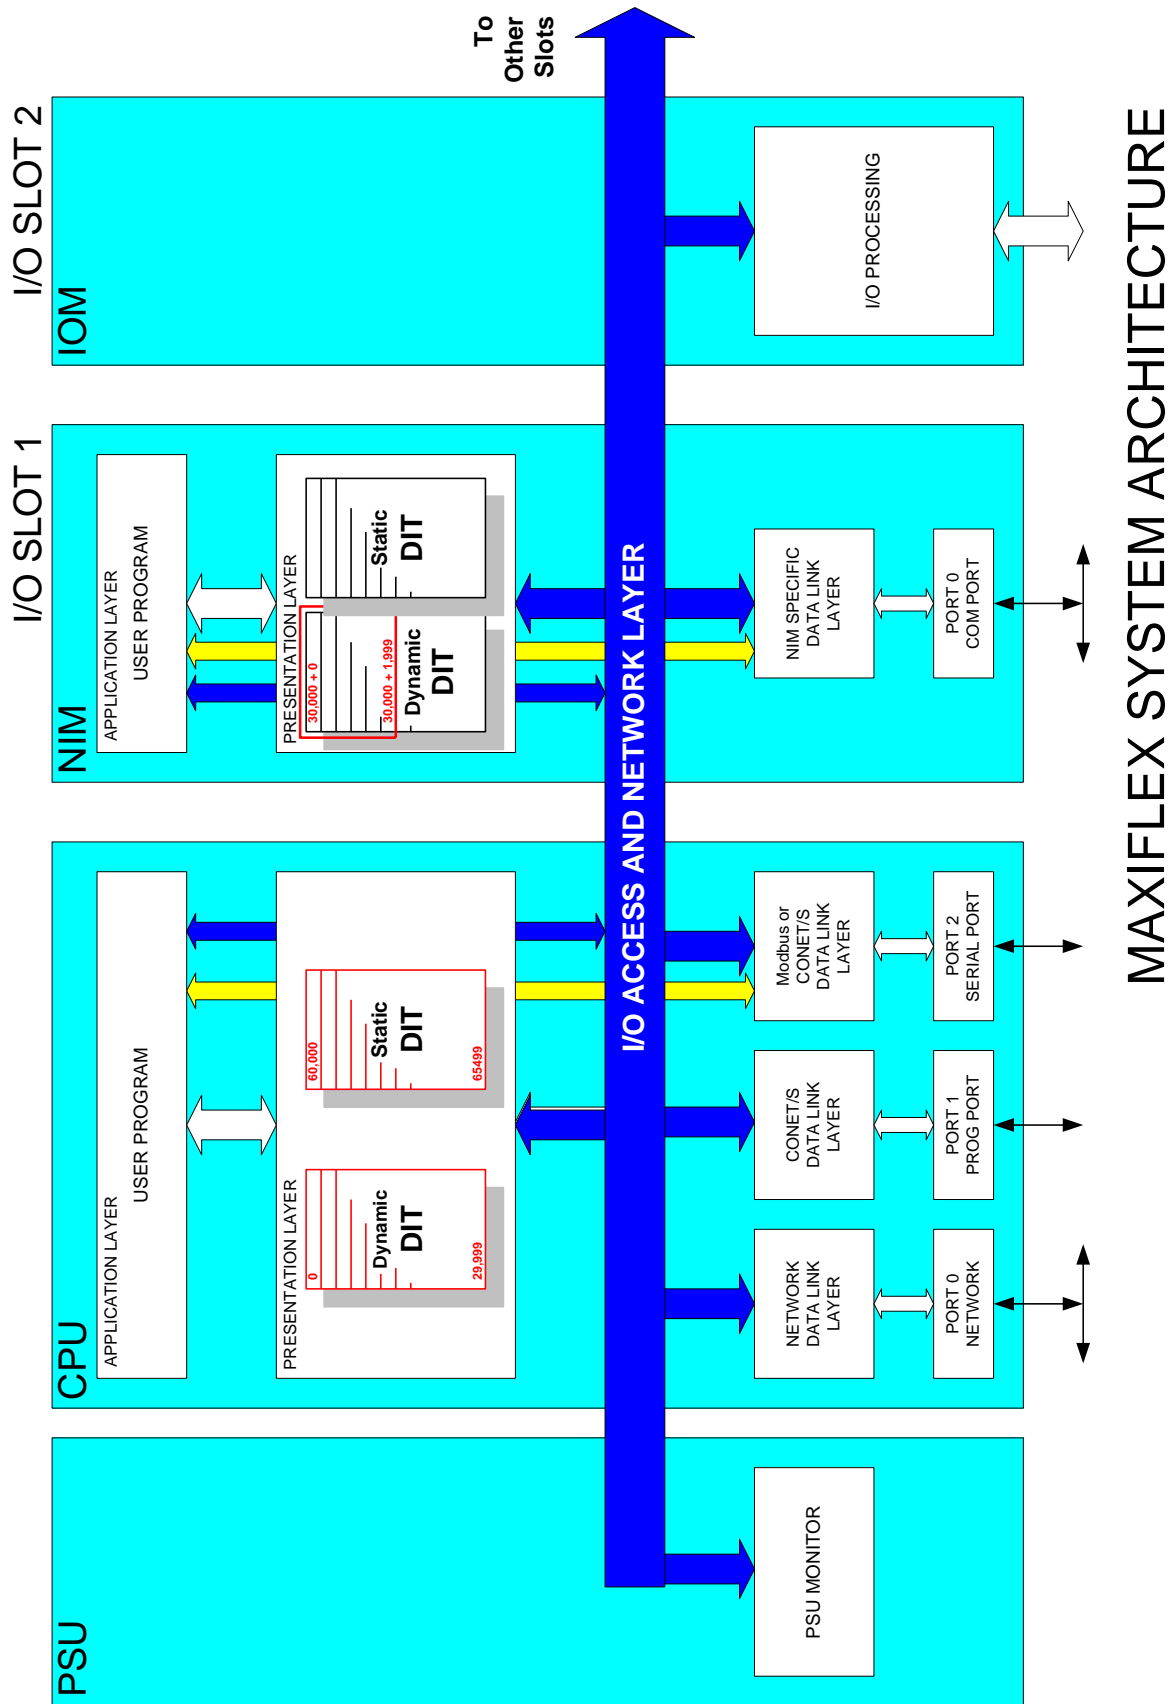 PSU
PSU MONITOR
CPU
APPLICATION LAYER
USER PROGRAM
PRESENTATION LAYER
0
Dynamic
DIT
29,999
60,000
Static
DIT
65499
NETWORK
DATA LINK
LAYER
PORT 0
NETWORK
CONET/S
DATA LINK
LAYER
PORT 1
PROG PORT
Modbus or
CONET/S
DATA LINK
LAYER
PORT 2
SERIAL PORT
I/O ACCESS AND NETWORK LAYER
I/O SLOT 1
NIM
APPLICATION LAYER
USER PROGRAM
PRESENTATION LAYER
30,000 + 0
30,000 + 1,999
Dynamic
DIT
Static
DIT
NIM SPECIFIC
DATA LINK
LAYER
PORT 0
COM PORT
I/O SLOT 2
IOM
I/O PROCESSING
To
Other
Slots
MAXIFLEX SYSTEM ARCHITECTURE